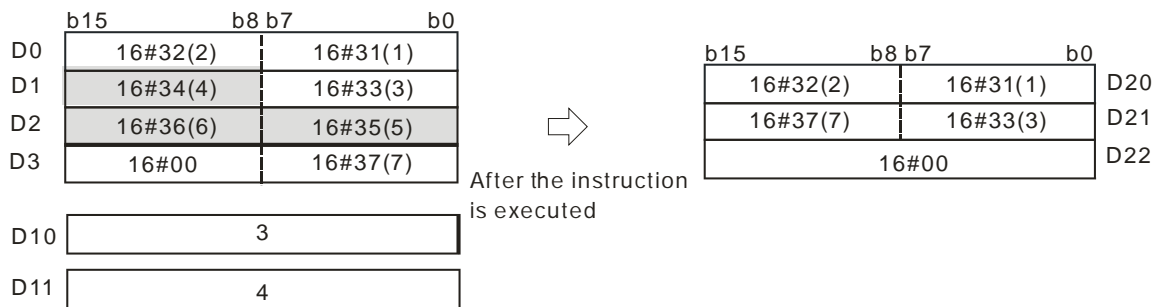 b15 b8 b7 b0
D0 16#32(2) 16#31(1)
D1 16#34(4) 16#33(3)
D2 16#36(6) 16#35(5)
D3 16#00 16#37(7)
D10 3
D11 4
After the instruction
is executed
b15 b8 b7 b0
16#32(2) 16#31(1) D20
16#37(7) 16#33(3) D21
16#00 D22